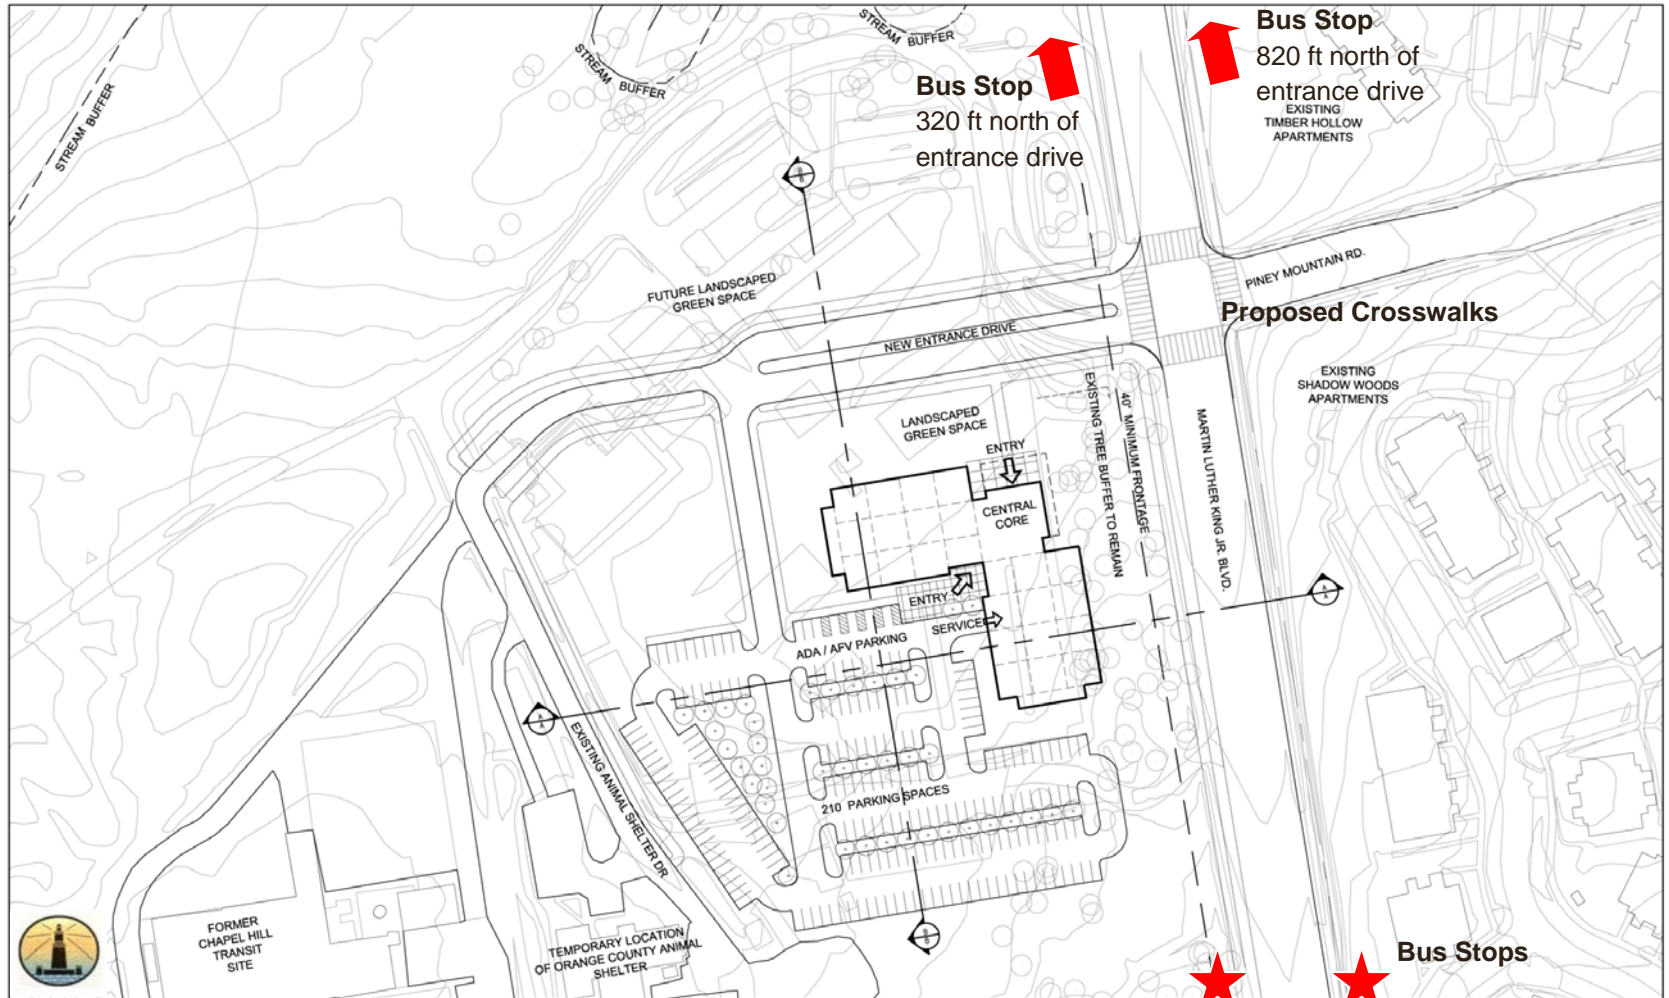 Bus Stop
820 ft north of
entrance drive
Bus Stop
320 ft north of
entrance drive
STREAM BUFFER
STREAM BUFFER
STREAM BUFFER
EXISTING
TIMBER HOLLOW
APARTMENTS
PINEY MOUNTAIN RD.
Proposed Crosswalks
FUTURE LANDSCAPED
GREEN SPACE
NEW ENTRANCE DRIVE
EXISTING
SHADOW WOODS
APARTMENTS
LANDSCAPED
GREEN SPACE
ENTRY
CENTRAL
CORE
EXISTING TREE BUFFER TO REMAIN
40' MINIMUM FRONTAGE
MARTIN LUTHER KING JR. BLVD.
ENTRY
SERVICE
ADA / AFV PARKING
210 PARKING SPACES
EXISTING ANIMAL SHELTER DR
FORMER
CHAPEL HILL
TRANSIT
SITE
TEMPORARY LOCATION
OF ORANGE COUNTY ANIMAL
SHELTER
Bus Stops